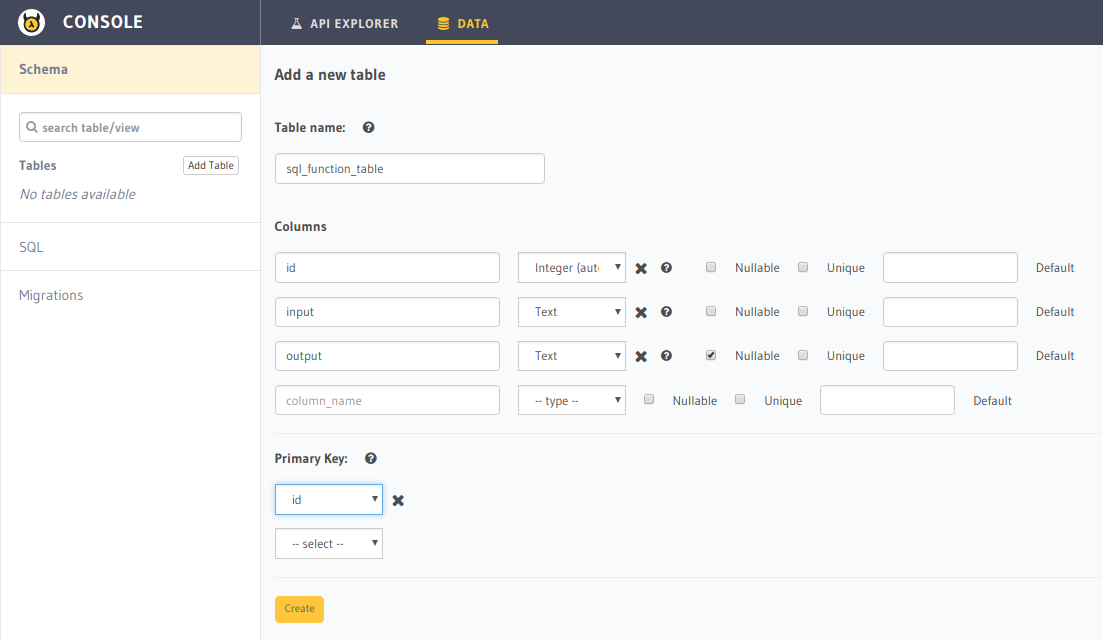 CONSOLE
API EXPLORER
DATA
Schema
search table/view
Tables
Add Table
No tables available
SQL
Migrations
Add a new table
Table name:
sql_function_table
Columns
id Integer (auto Nullable Unique Default
input Text Nullable Unique Default
output Text Nullable Unique Default
column_name -- type -- Nullable Unique Default
Primary Key:
id
-- select --
Create